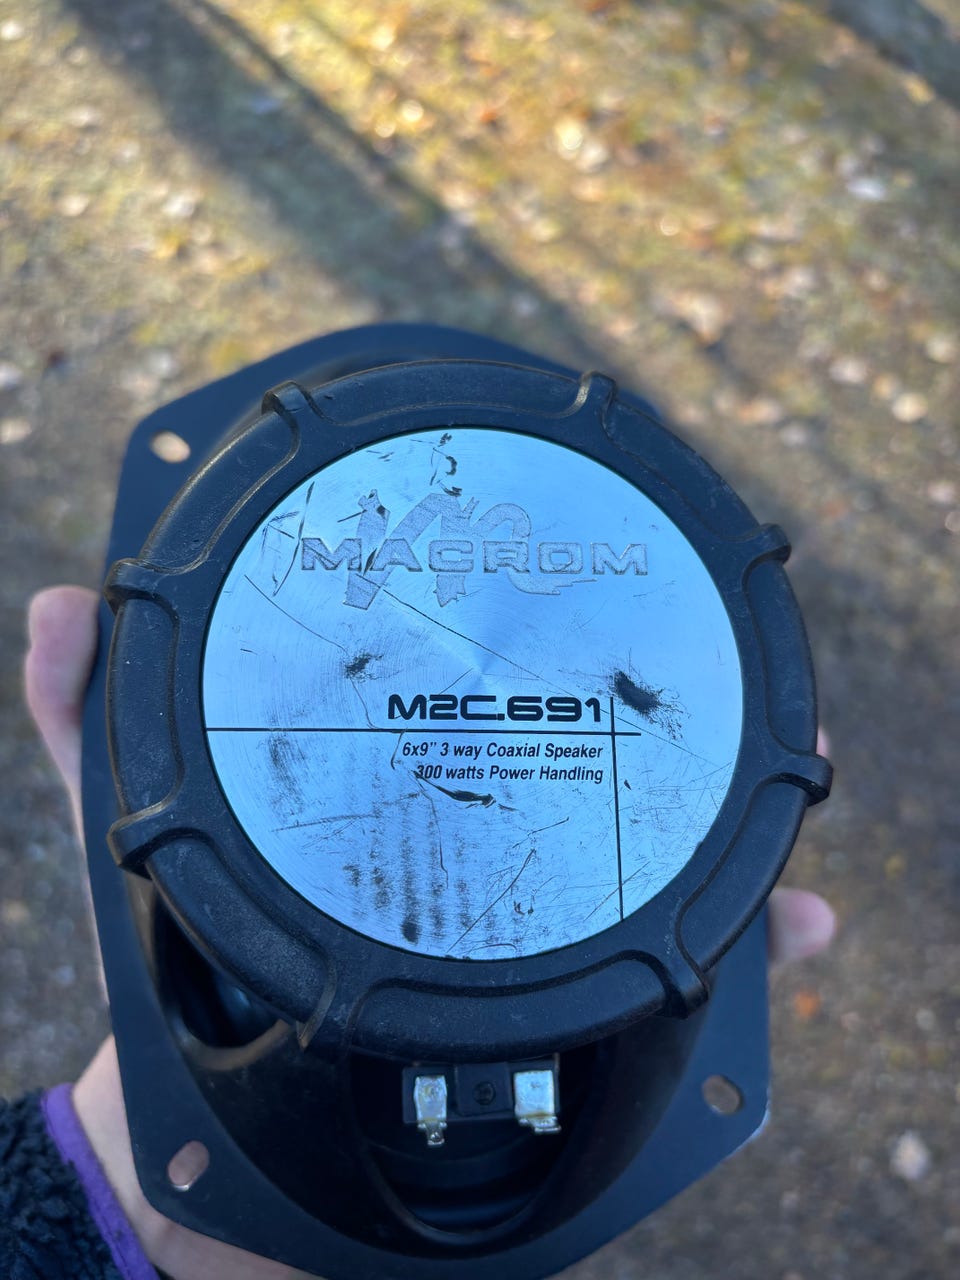 MACROM
M2C.691
6x9" 3 way Coaxial Speaker
300 watts Power Handling